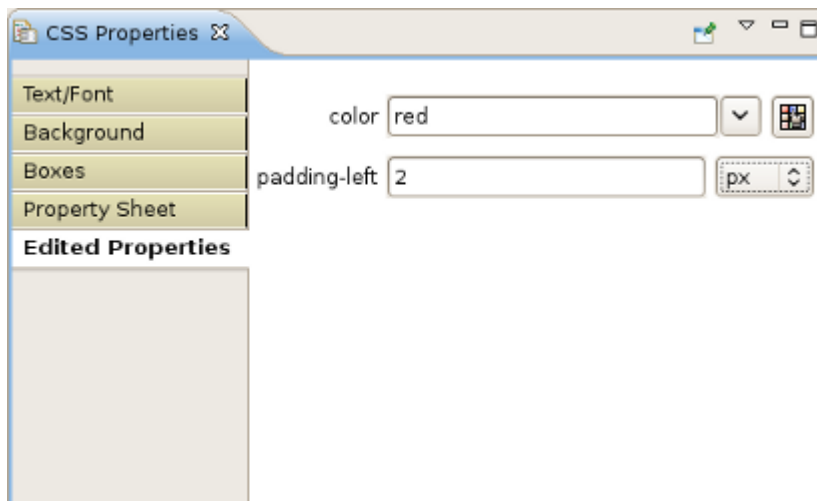 CSS Properties
Text/Font
Background
Boxes
Property Sheet
Edited Properties
color red
padding-left 2 px